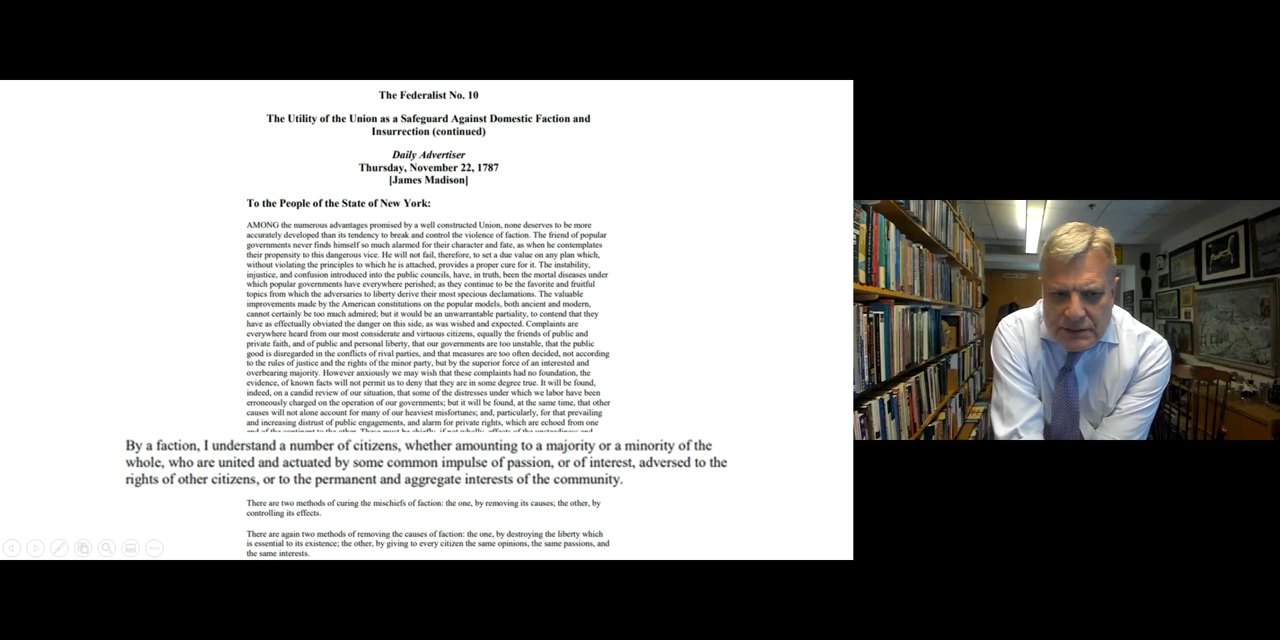 The Federalist No. 10
The Utility of the Union as a Safeguard Against Domestic Faction and
Insurrection (continued)
Daily Advertiser
Thursday, November 22, 1787
[James Madison]
To the People of the State of New York:
AMONG the numerous advantages promised by a well constructed Union, none deserves to be more
accurately developed than its tendency to break and control the violence of faction. The friend of popular
governments never finds himself so much alarmed for their character and fate, as when he contemplates
their propensity to this dangerous vice. He will not fail, therefore, to set a due value on any plan which,
without violating the principles to which he is attached, provides a proper cure for it. The instability,
injustice, and confusion introduced into the public councils, have, in truth, been the mortal diseases under
which popular governments have everywhere perished; as they continue to be the favorite and fruitful
topics from which the adversaries to liberty derive their most specious declamations. The valuable
improvements made by the American constitutions on the popular models, both ancient and modern,
cannot certainly be too much admired; but it would be an unwarrantable partiality, to contend that they
have as effectually obviated the danger on this side, as was wished and expected. Complaints are
everywhere heard from our most considerate and virtuous citizens, equally the friends of public and
private faith, and of public and personal liberty, that our governments are too unstable, that the public
good is disregarded in the conflicts of rival parties, and that measures are too often decided, not according
to the rules of justice and the rights of the minor party, but by the superior force of an interested and
overbearing majority. However anxiously we may wish that these complaints had no foundation, the
evidence, of known facts will not permit us to deny that they are in some degree true. It will be found,
indeed, on a candid review of our situation, that some of the distresses under which we labor have been
erroneously charged on the operation of our governments; but it will be found, at the same time, that other
causes will not alone account for many of our heaviest misfortunes; and, particularly, for that prevailing
and increasing distrust of public engagements, and alarm for private rights, which are echoed from one
By a faction, I understand a number of citizens, whether amounting to a majority or a minority of the
whole, who are united and actuated by some common impulse of passion, or of interest, adversed to the
rights of other citizens, or to the permanent and aggregate interests of the community.
There are two methods of curing the mischiefs of faction: the one, by removing its causes; the other, by
controlling its effects.
There are again two methods of removing the causes of faction: the one, by destroying the liberty which
is essential to its existence; the other, by giving to every citizen the same opinions, the same passions, and
the same interests.